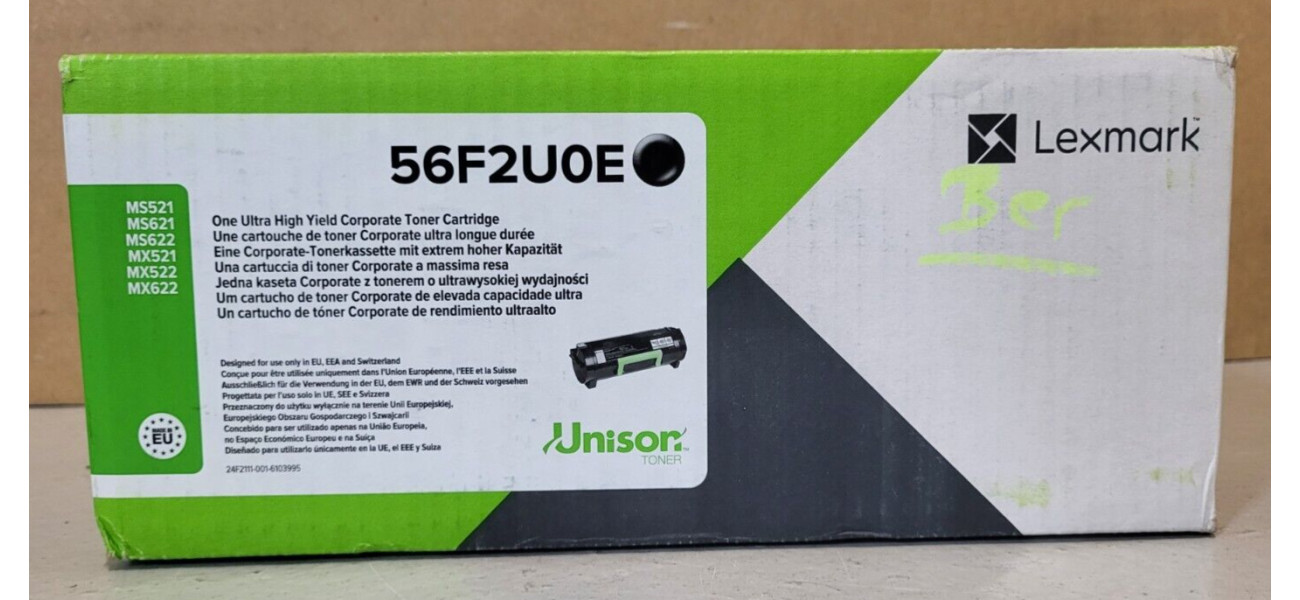 56F2U0E
Lexmark™
Ber
MS521
MS621
MS622
MX521
MX522
MX622
One Ultra High Yield Corporate Toner Cartridge
Une cartouche de toner Corporate ultra longue durée
Eine Corporate-Tonerkassette mit extrem hoher Kapazität
Una cartuccia di toner Corporate a massima resa
Jedna kaseta Corporate z tonerem o ultrawysokiej wydajności
Um cartucho de toner Corporate de elevada capacidade ultra
Un cartucho de tóner Corporate de rendimiento ultraalto
Designed for use only in EU, EEA and Switzerland
Conçue pour être utilisée uniquement dans l'Union Européenne, l'EEE et la Suisse
Ausschließlich für die Verwendung in der EU, dem EWR und der Schweiz vorgesehen
Progettata per l'uso solo in UE, SEE e Svizzera
Przeznaczony do użytku wyłącznie na terenie Unii Europejskiej,
Europejskiego Obszaru Gospodarczego i Szwajcarii
Concebido para ser utilizado apenas na União Europeia,
no Espaço Económico Europeu e na Suíça
Diseñado para utilizarlo únicamente en la UE, el EEE y Suiza
24F2111-001-6103995
MADE IN
EU
Unison™
TONER